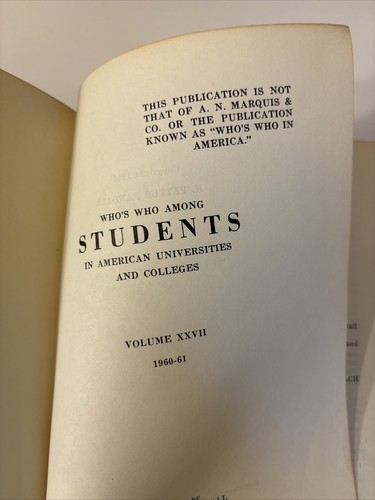 THIS PUBLICATION IS NOT
THAT OF A. N. MARQUIS &
CO. OR THE PUBLICATION
KNOWN AS "WHO'S WHO IN
AMERICA."
WHO'S WHO AMONG
STUDENTS
IN AMERICAN UNIVERSITIES
AND COLLEGES
VOLUME XXVII
1960-61